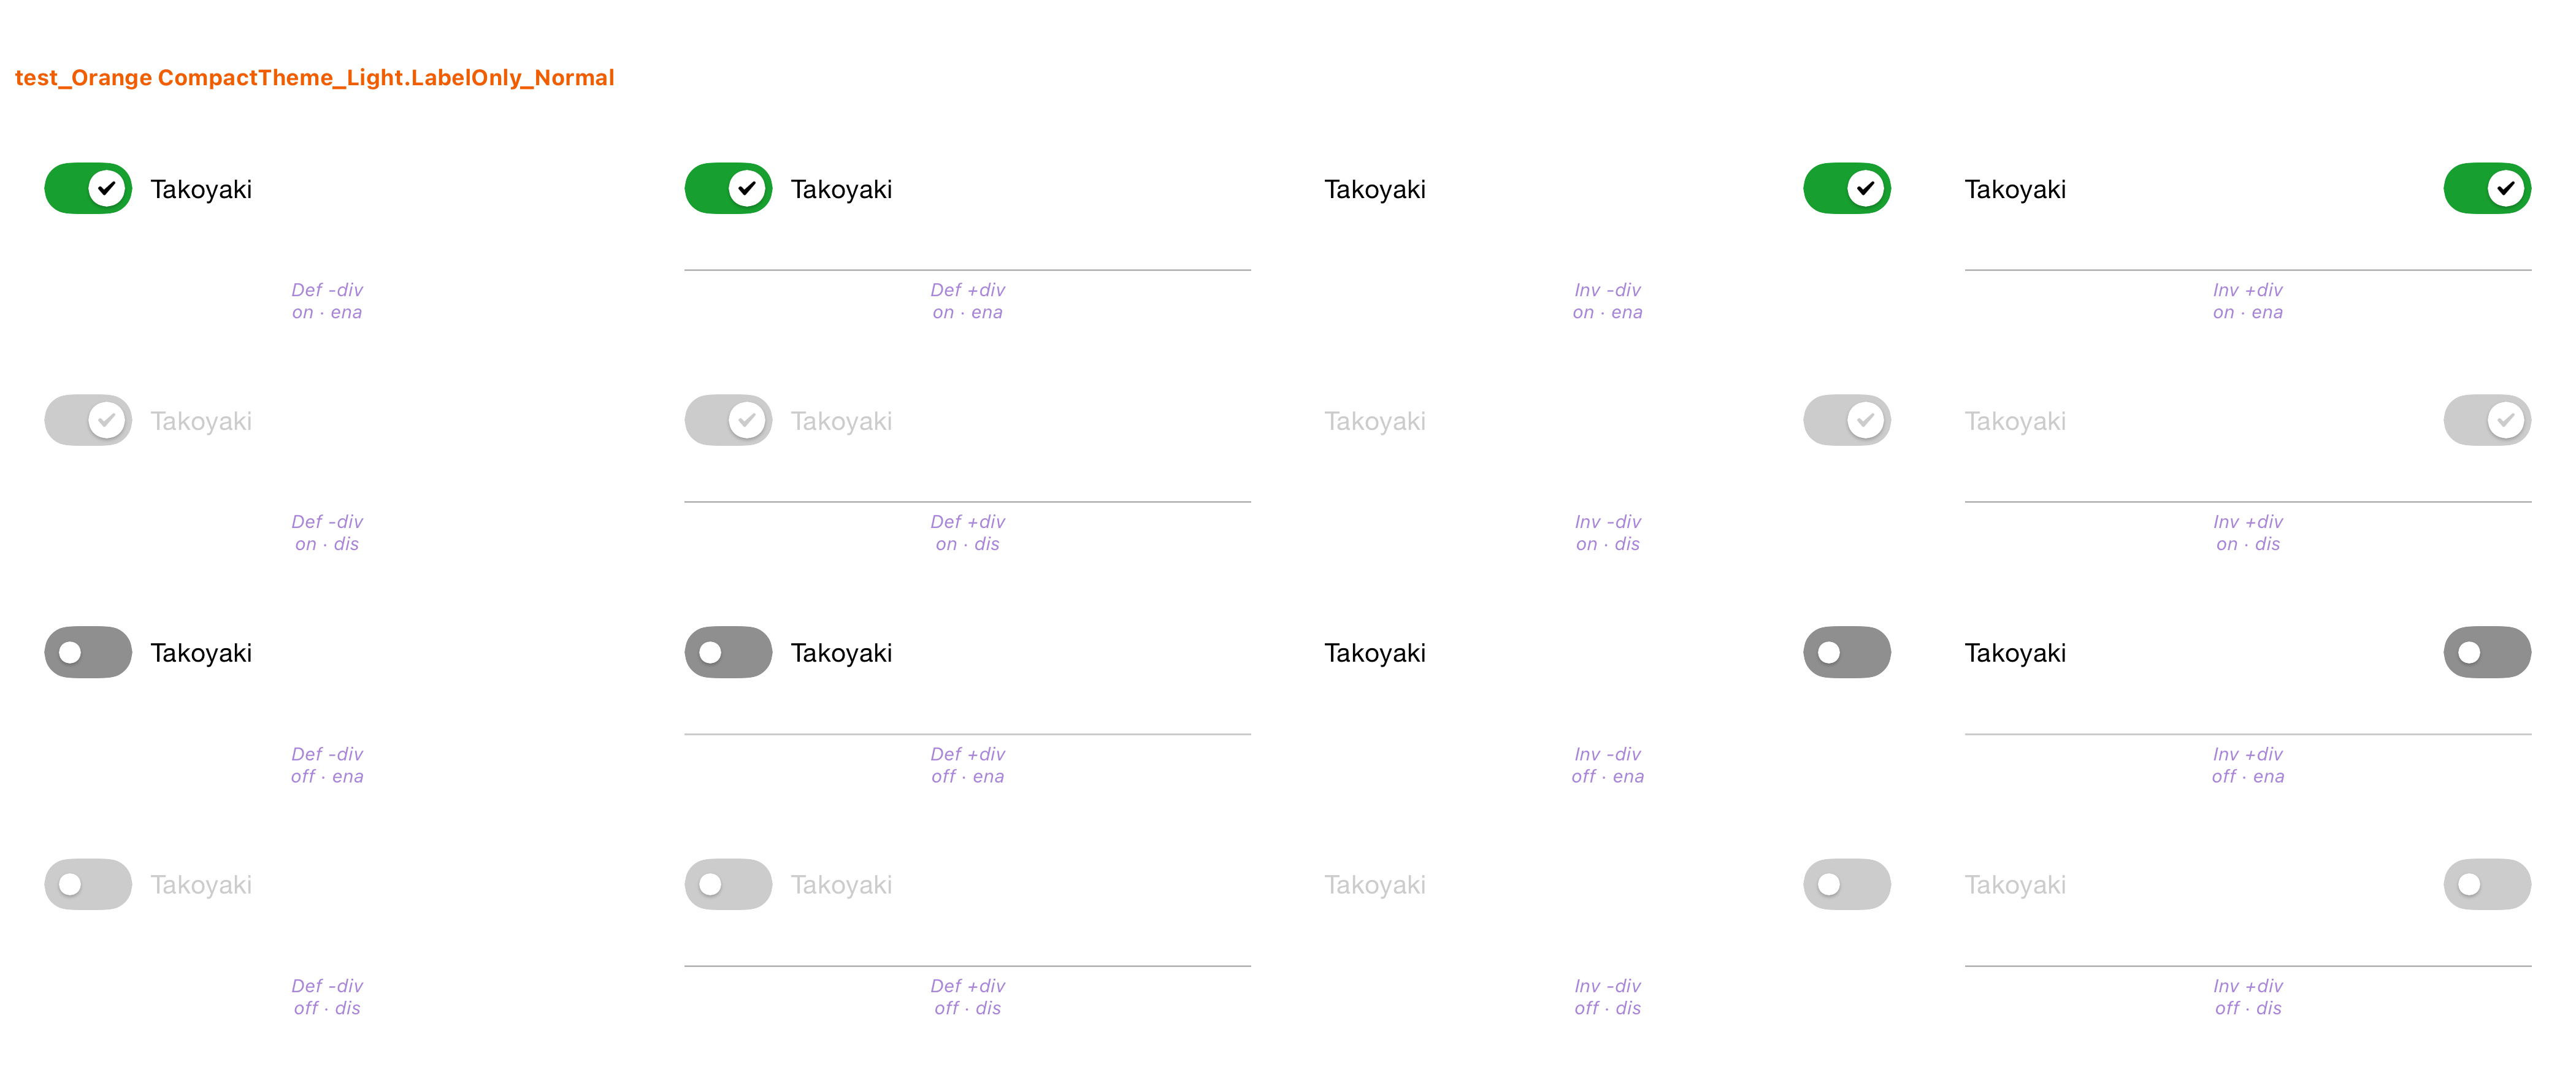 test_Orange CompactTheme_Light.LabelOnly_Normal
Takoyaki
Takoyaki
Takoyaki
Takoyaki
Def -div
on · ena
Def +div
on · ena
Inv -div
on · ena
Inv +div
on · ena
Takoyaki
Takoyaki
Takoyaki
Takoyaki
Def -div
on · dis
Def +div
on · dis
Inv -div
on · dis
Inv +div
on · dis
Takoyaki
Takoyaki
Takoyaki
Takoyaki
Def -div
off · ena
Def +div
off · ena
Inv -div
off · ena
Inv +div
off · ena
Takoyaki
Takoyaki
Takoyaki
Takoyaki
Def -div
off · dis
Def +div
off · dis
Inv -div
off · dis
Inv +div
off · dis